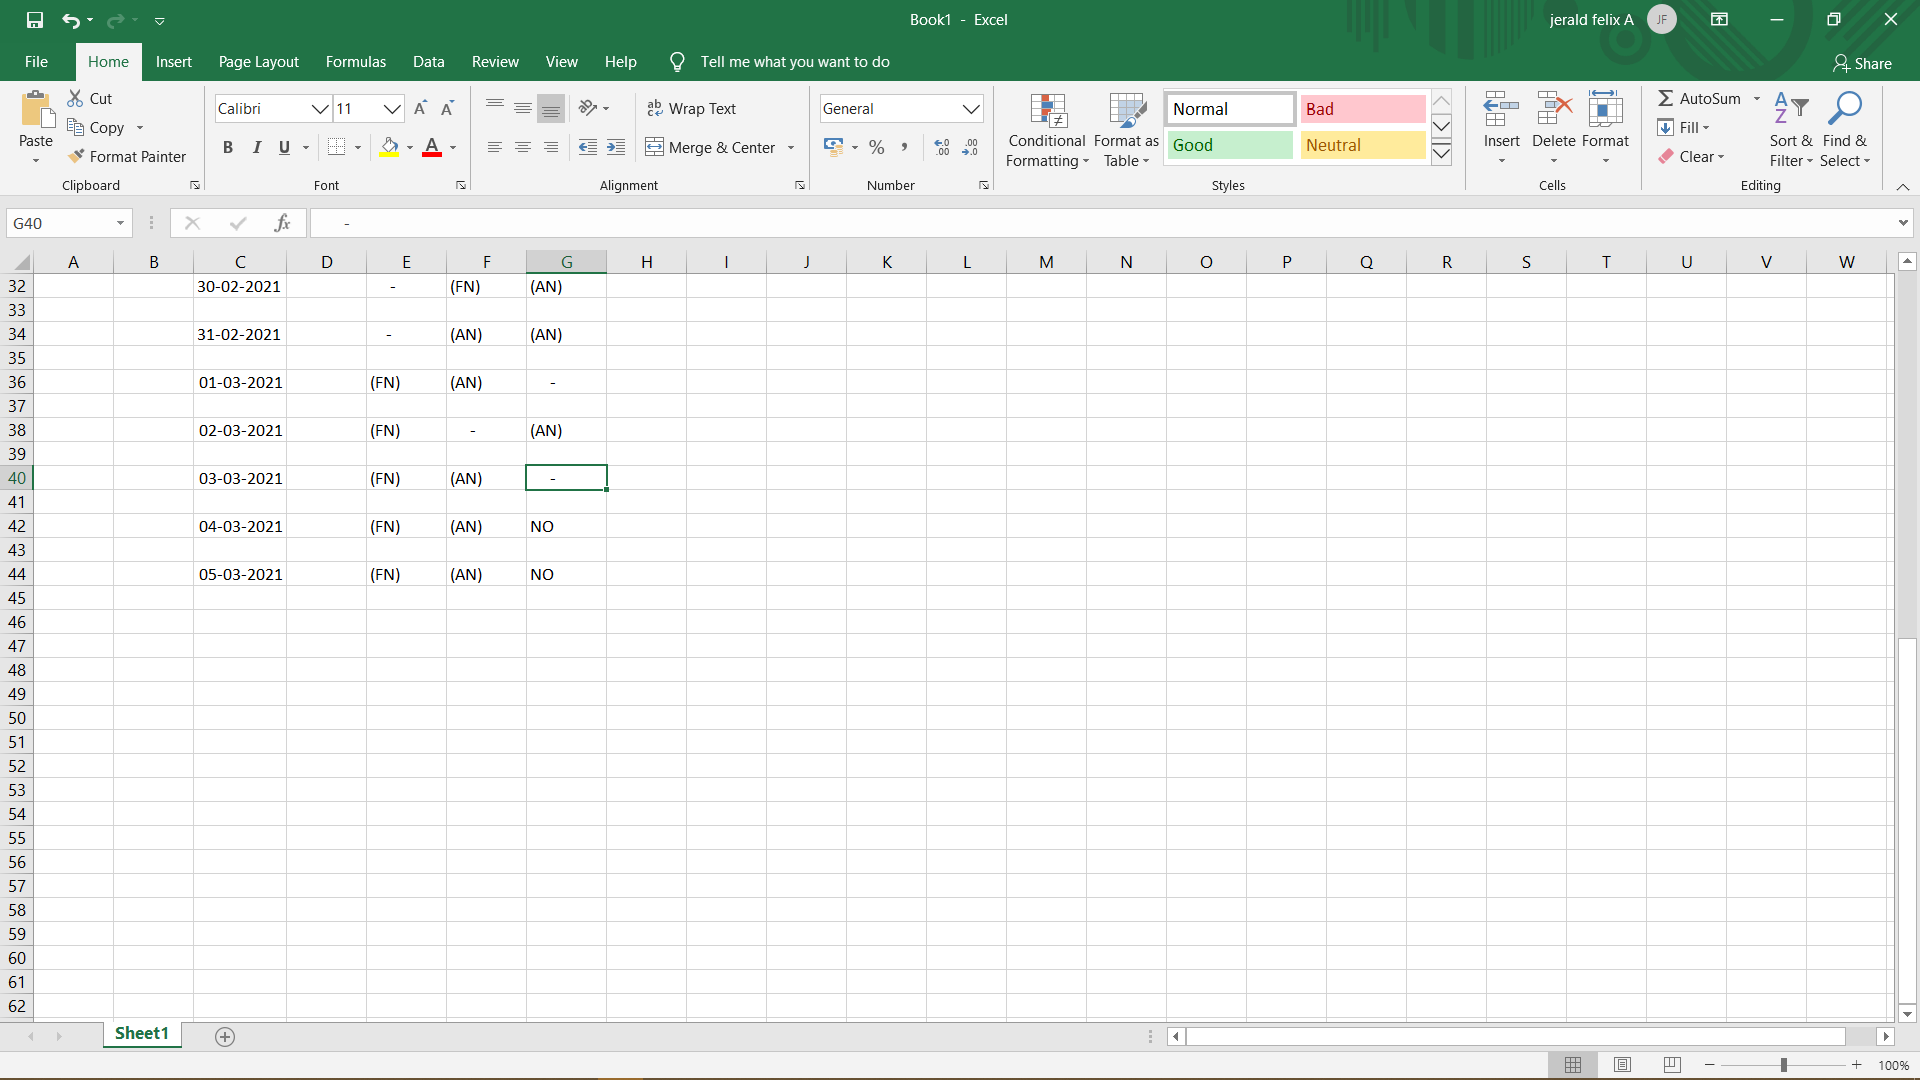 Book1 - Excel
jerald felix A JF
File Home Insert Page Layout Formulas Data Review View Help Tell me what you want to do Share
Paste
Cut
Copy
Format Painter
Clipboard
Calibri 11 A A
B I U A
Font
ab Wrap Text
Merge & Center
Alignment
General
% , .0 .00 .00 .0
Number
Conditional Formatting
Format as Table
Normal Bad
Good Neutral
Styles
Insert Delete Format
Cells
AutoSum
Fill
Clear
Sort & Filter
Find & Select
Editing
G40 fx -
A B C D E F G H I J K L M N O P Q R S T U V W
32 30-02-2021 - (FN) (AN)
33
34 31-02-2021 - (AN) (AN)
35
36 01-03-2021 (FN) (AN) -
37
38 02-03-2021 (FN) - (AN)
39
40 03-03-2021 (FN) (AN) -
41
42 04-03-2021 (FN) (AN) NO
43
44 05-03-2021 (FN) (AN) NO
45
46
47
48
49
50
51
52
53
54
55
56
57
58
59
60
61
62
Sheet1
100%